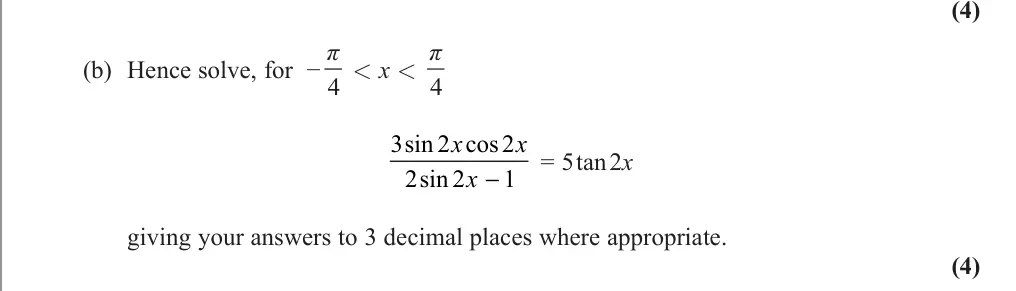 (4)
(b) Hence solve, for −π/4 < x < π/4
3 sin 2x cos 2x / 2 sin 2x − 1 = 5 tan 2x
giving your answers to 3 decimal places where appropriate.
(4)